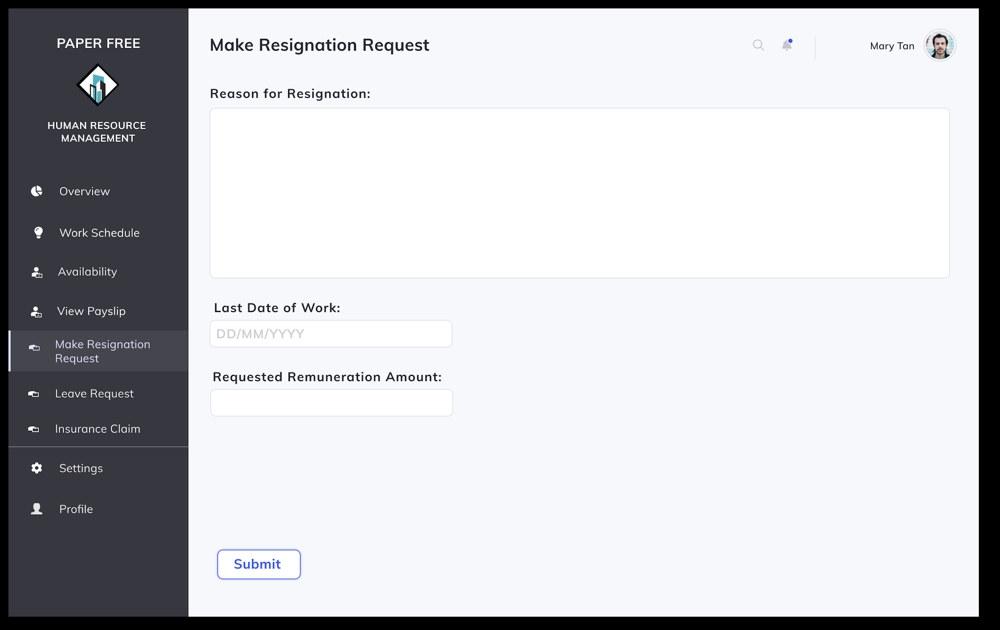 PAPER FREE
HUMAN RESOURCE
MANAGEMENT
Overview
Work Schedule
Availability
View Payslip
Make Resignation
Request
Leave Request
Insurance Claim
Settings
Profile
Make Resignation Request
Mary Tan
Reason for Resignation:
Last Date of Work:
DD/MM/YYYY
Requested Remuneration Amount:
Submit